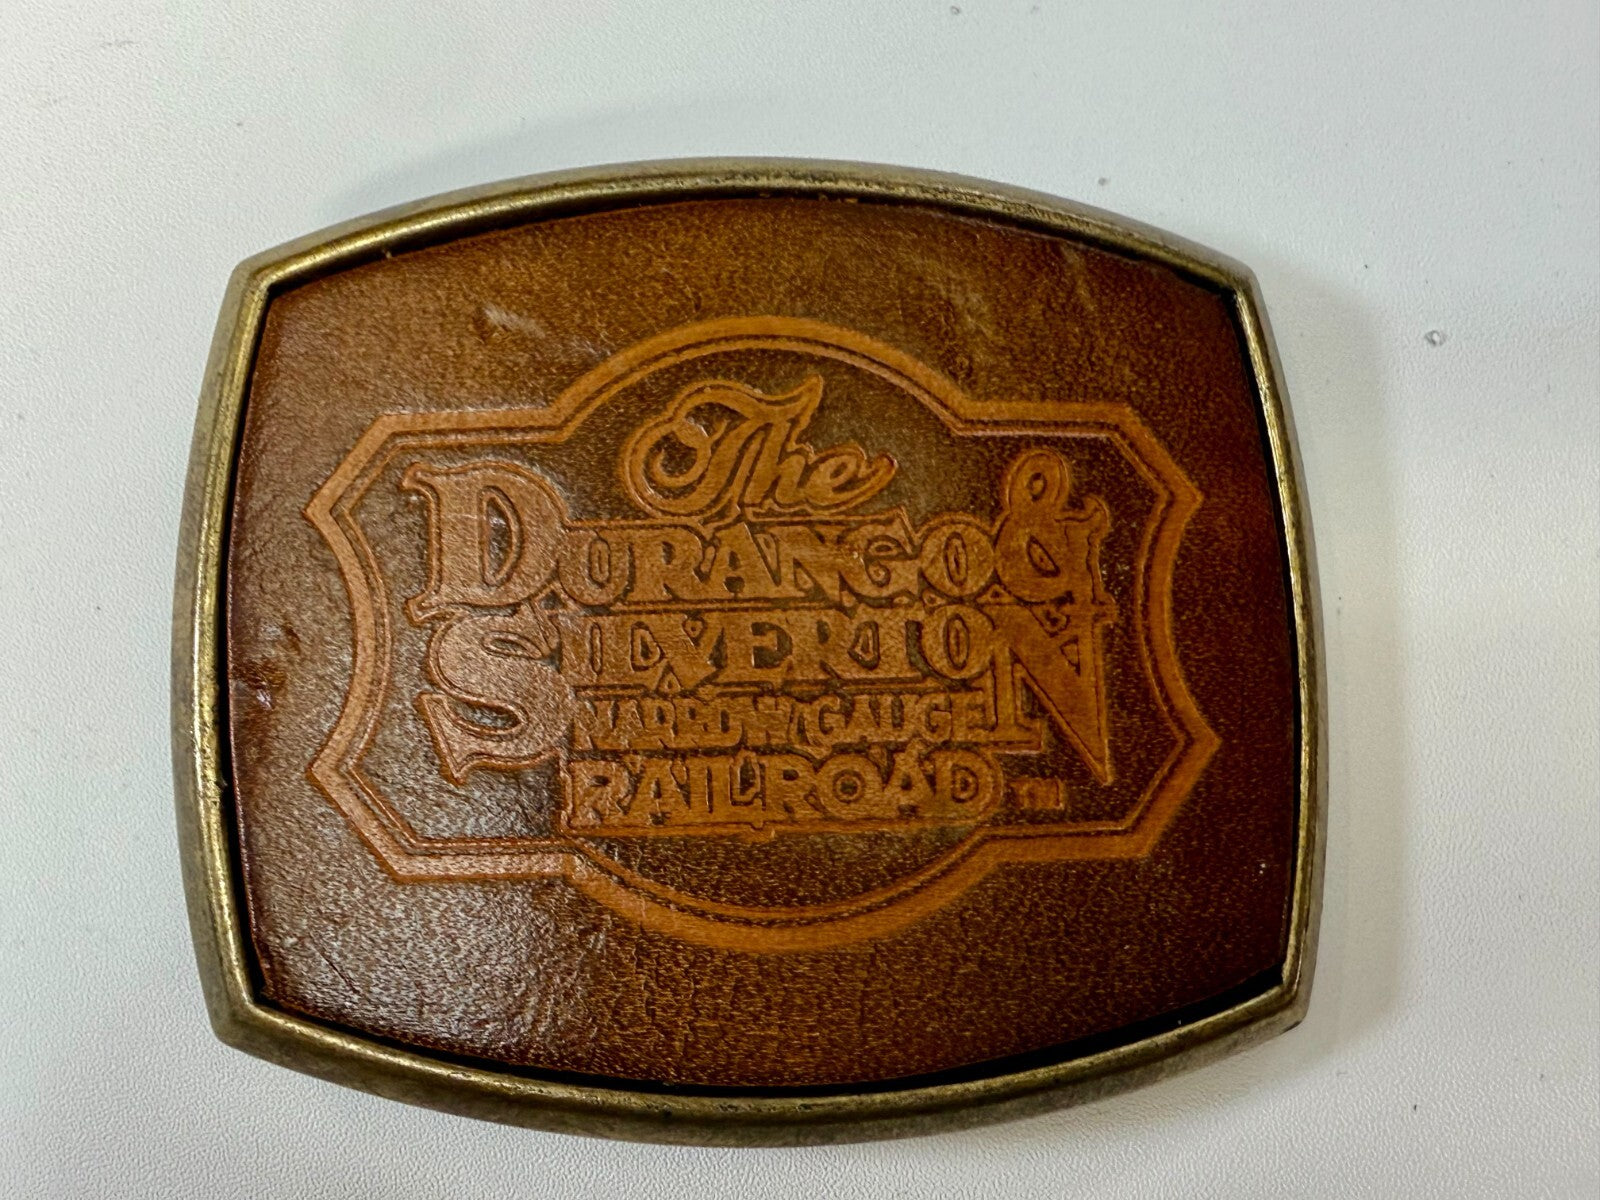 The
DURANGO &
SILVERTON
NARROW GAUGE
RAILROAD TM